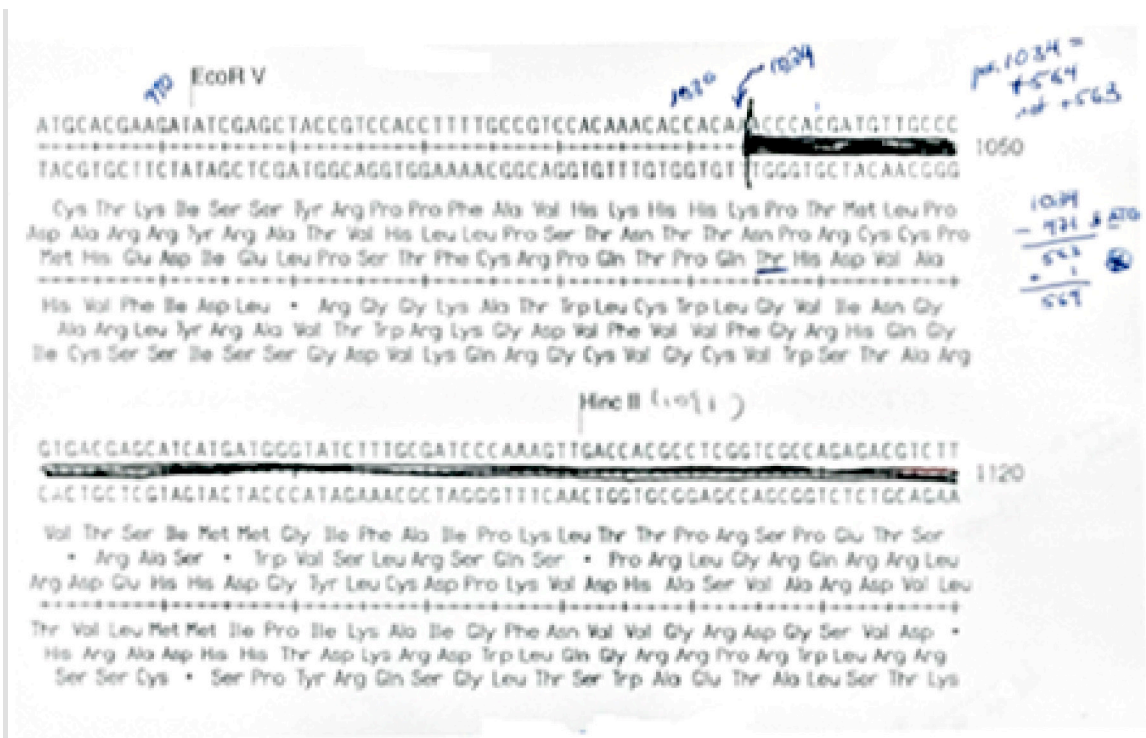 EcoR V
1030
1034
pos. 1034 =
+564
not +563
ATGCACGAAGATATCGAGCTACCGTCCACCTTTTGCCGTCCACAAACACCACAAACCCACGATGTTGCCC
1050
TACGTGCTTCTATAGCTCGATGGCAGGTGGAAAACGGCAGGTGTTTGTGGTGTTTGGGTGCTACAACGGG
Cys Thr Lys Ile Ser Ser Tyr Arg Pro Pro Phe Ala Val His Lys His His Lys Pro Thr Met Leu Pro
Asp Ala Arg Arg Tyr Arg Ala Thr Val His Leu Leu Pro Ser Thr Asn Thr Thr Asn Pro Arg Cys Cys Pro
Met His Glu Asp Ile Glu Leu Pro Ser Thr Phe Cys Arg Pro Gln Thr Pro Gln Thr His Asp Val Ala
1034
- 471 ATG
563
+ 1
564
His Val Phe Ile Asp Leu • Arg Gly Gly Lys Ala Thr Trp Leu Cys Trp Leu Gly Val Ile Asn Gly
Ala Arg Leu Tyr Arg Ala Val Thr Trp Arg Lys Gly Asp Val Phe Val Val Phe Gly Arg His Gln Gly
Ile Cys Ser Ser Ile Ser Ser Gly Asp Val Lys Gln Arg Gly Cys Val Gly Cys Val Trp Ser Thr Ala Arg
Hinc II (1091)
GTGACGAGCATCATGATGGGTATCTTTGCGATCCCAAAGTTGACCACGCCTCGGTCGCCAGAGACGTCTT
1120
CACTGCTCGTAGTACTACCCATAGAAACGCTAGGGTTTCAACTGGTGCGGAGCCAGCGGTCTCTGCAGAA
Val Thr Ser Ile Met Met Gly Ile Phe Ala Ile Pro Lys Leu Thr Thr Pro Arg Ser Pro Glu Thr Ser
• Arg Ala Ser • Trp Val Ser Leu Arg Ser Gln Ser • Pro Arg Leu Gly Arg Gln Arg Arg Leu
Arg Asp Glu His His Asp Gly Tyr Leu Cys Asp Pro Lys Val Asp His Ala Ser Val Ala Arg Asp Val Leu
Thr Val Leu Met Met Ile Pro Ile Lys Ala Ile Gly Phe Asn Val Val Gly Arg Asp Gly Ser Val Asp •
His Arg Ala Asp His His Thr Asp Lys Arg Asp Trp Leu Gln Gly Arg Arg Pro Arg Trp Leu Arg Arg
Ser Ser Cys • Ser Pro Tyr Arg Gln Ser Gly Leu Thr Ser Trp Ala Glu Thr Ala Leu Ser Thr Lys